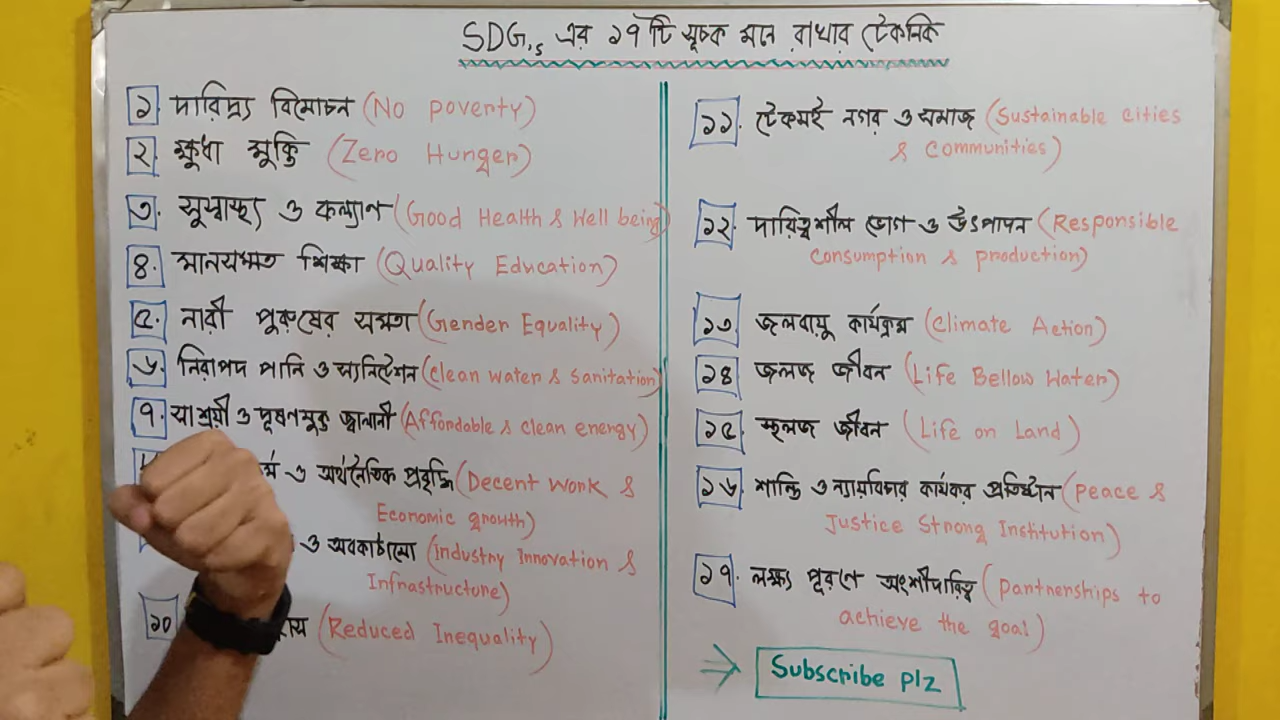 SDG,s এর ১৭ টি সূচক মনে রাখার টেকনিক
১. দারিদ্র্য বিমোচন (No poverty)
২. ক্ষুধা মুক্তি (Zero Hunger)
৩. সুস্বাস্থ্য ও কল্যাণ (Good Health & Well being)
৪. মানসম্মত শিক্ষা (Quality Education)
৫. নারী পুরুষের সমতা (Gender Equality)
৬. নিরাপদ পানি ও স্যানিটেশন (Clean water & Sanitation)
৭. সাশ্রয়ী ও দূষণমুক্ত জ্বালানী (Affordable & clean energy)
ও অর্থনৈতিক প্রবৃদ্ধি (Decent Work &
Economic growth)
ও অবকাঠামো (Industry Innovation &
Infrastructure)
১০ (Reduced Inequality)
১১. টেকসই নগর ও সমাজ (Sustainable cities
& Communities)
১২. দায়িত্বশীল ভোগ ও উৎপাদন (Responsible
Consumption & production)
১৩. জলবায়ু কার্যক্রম (Climate Action)
১৪. জলজ জীবন (Life Bellow Water)
১৫. স্থলজ জীবন (Life on Land)
১৬. শান্তি ও ন্যায়বিচার কার্যকর প্রতিষ্ঠান (Peace &
Justice Strong Institution)
১৭. লক্ষ্য পূরণে অংশীদারিত্ব (partnerships to
achieve the goal)
⇒ Subscribe plz